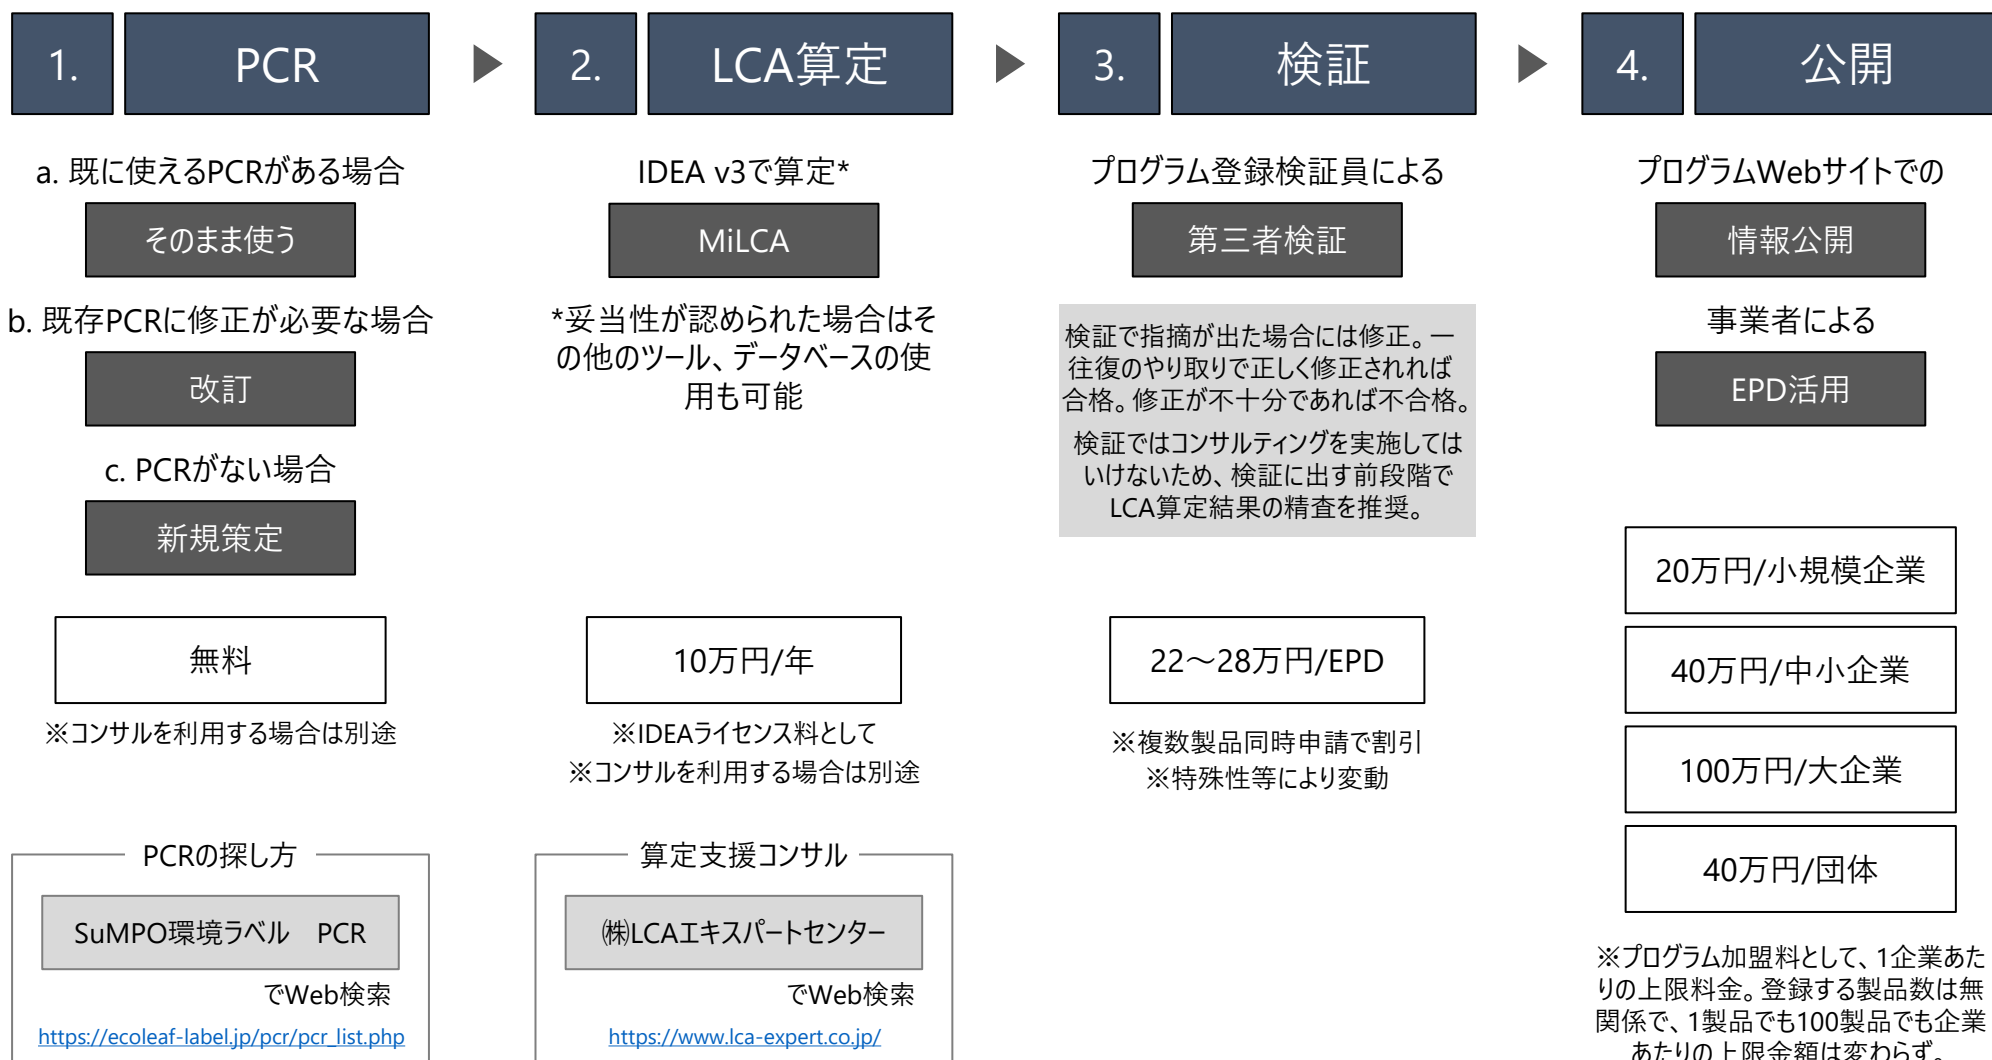 1. PCR
a. 既に使えるPCRがある場合
そのまま使う
b. 既存PCRに修正が必要な場合
改訂
c. PCRがない場合
新規策定
無料
※コンサルを利用する場合は別途
PCRの探し方
SuMPO環境ラベル　PCR
でWeb検索
https://ecoleaf-label.jp/pcr/pcr_list.php
2. LCA算定
IDEA v3で算定*
MiLCA
*妥当性が認められた場合はそ
の他のツール、データベースの使
用も可能
10万円/年
※IDEAライセンス料として
※コンサルを利用する場合は別途
算定支援コンサル
㈱LCAエキスパートセンター
でWeb検索
https://www.lca-expert.co.jp/
3. 検証
プログラム登録検証員による
第三者検証
検証で指摘が出た場合には修正。一
往復のやり取りで正しく修正されれば
合格。修正が不十分であれば不合格。
検証ではコンサルティングを実施しては
いけないため、検証に出す前段階で
LCA算定結果の精査を推奨。
22～28万円/EPD
※複数製品同時申請で割引
※特殊性等により変動
4. 公開
プログラムWebサイトでの
情報公開
事業者による
EPD活用
20万円/小規模企業
40万円/中小企業
100万円/大企業
40万円/団体
※プログラム加盟料として、1企業あた
りの上限料金。登録する製品数は無
関係で、1製品でも100製品でも企業
あたりの上限金額は変わらず。